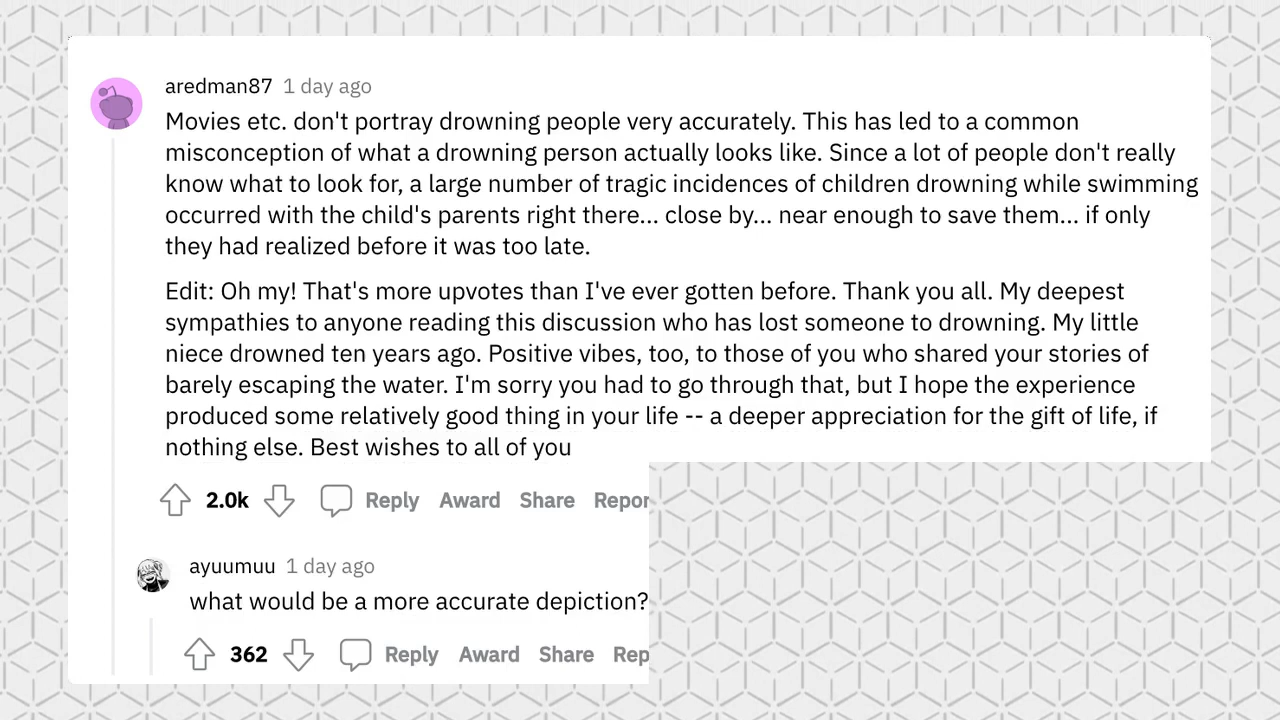 aredman87 1 day ago
Movies etc. don't portray drowning people very accurately. This has led to a common
misconception of what a drowning person actually looks like. Since a lot of people don't really
know what to look for, a large number of tragic incidences of children drowning while swimming
occurred with the child's parents right there... close by... near enough to save them... if only
they had realized before it was too late.
Edit: Oh my! That's more upvotes than I've ever gotten before. Thank you all. My deepest
sympathies to anyone reading this discussion who has lost someone to drowning. My little
niece drowned ten years ago. Positive vibes, too, to those of you who shared your stories of
barely escaping the water. I'm sorry you had to go through that, but I hope the experience
produced some relatively good thing in your life -- a deeper appreciation for the gift of life, if
nothing else. Best wishes to all of you
2.0k Reply Award Share Repor
ayuumuu 1 day ago
what would be a more accurate depiction?
362 Reply Award Share Rep